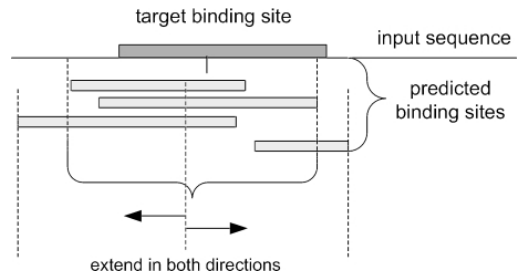 target binding site
input sequence
predicted
binding sites
extend in both directions